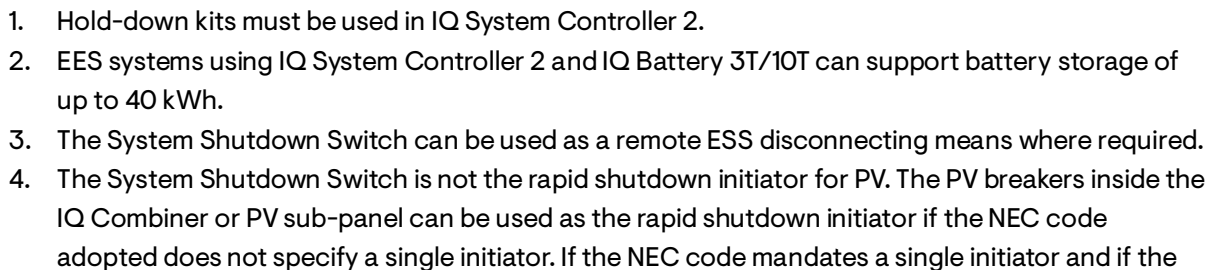 1. Hold-down kits must be used in IQ System Controller 2.
2. EES systems using IQ System Controller 2 and IQ Battery 3T/10T can support battery storage of
up to 40 kWh.
3. The System Shutdown Switch can be used as a remote ESS disconnecting means where required.
4. The System Shutdown Switch is not the rapid shutdown initiator for PV. The PV breakers inside the
IQ Combiner or PV sub-panel can be used as the rapid shutdown initiator if the NEC code
adopted does not specify a single initiator. If the NEC code mandates a single initiator and if the